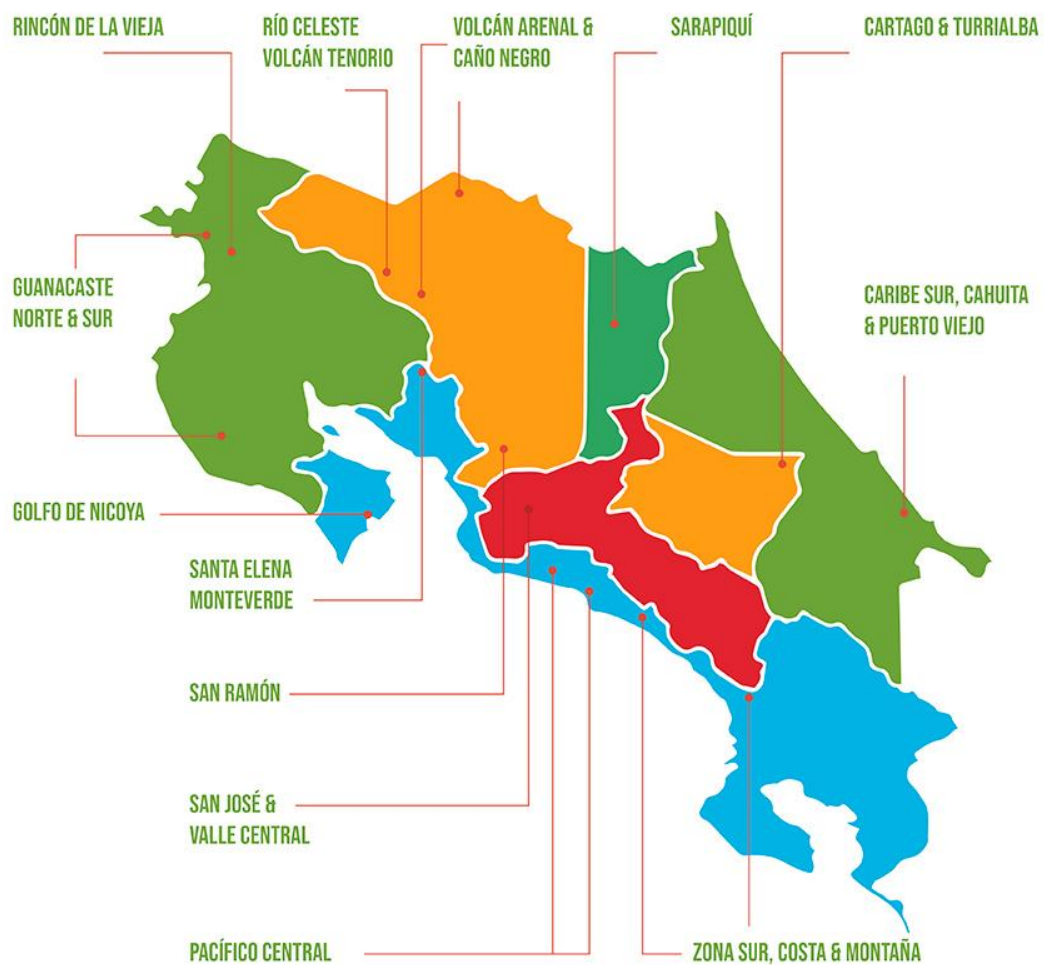 RINCÓN DE LA VIEJA
RÍO CELESTE
VOLCÁN TENORIO
VOLCÁN ARENAL &
CAÑO NEGRO
SARAPIQUÍ
CARTAGO & TURRIALBA
GUANACASTE
NORTE & SUR
CARIBE SUR, CAHUITA
& PUERTO VIEJO
GOLFO DE NICOYA
SANTA ELENA
MONTEVERDE
SAN RAMÓN
SAN JOSÉ &
VALLE CENTRAL
PACÍFICO CENTRAL
ZONA SUR, COSTA & MONTAÑA